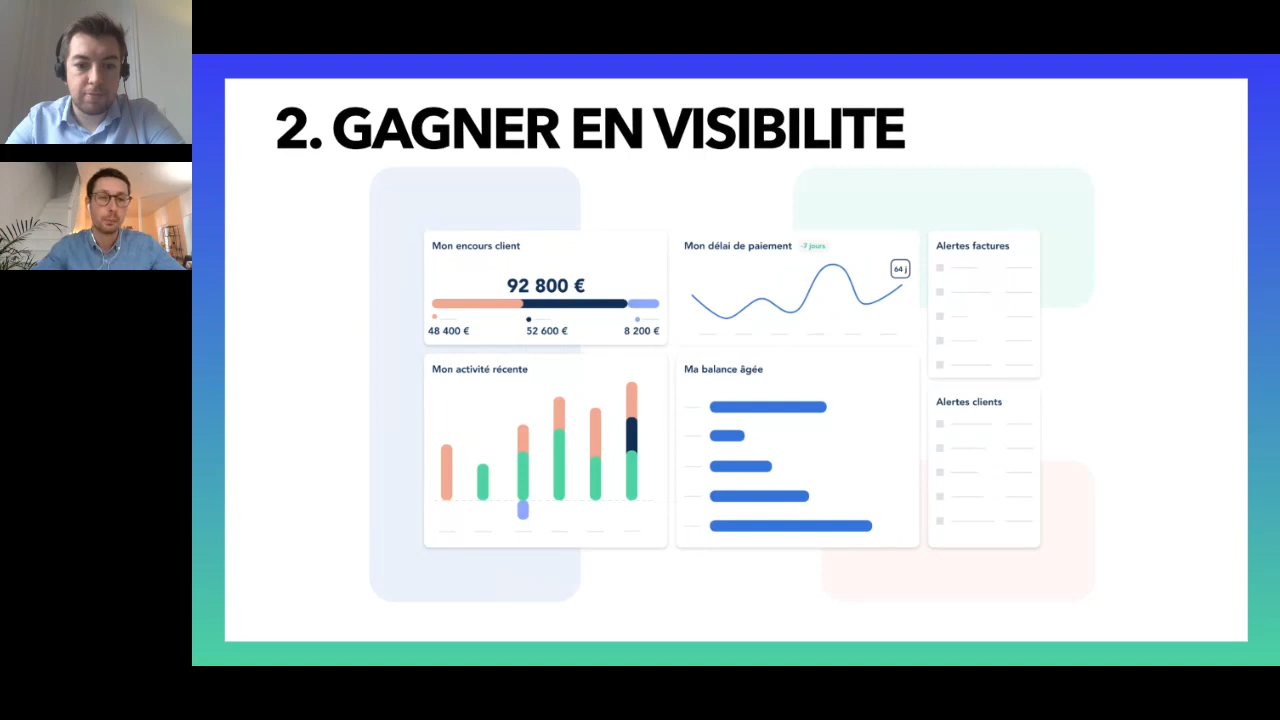 2. GAGNER EN VISIBILITE
Mon encours client
92 800 €
48 400 €
52 600 €
8 200 €
Mon délai de paiement
-7 jours
64 j
Alertes factures
Mon activité récente
Ma balance âgée
Alertes clients